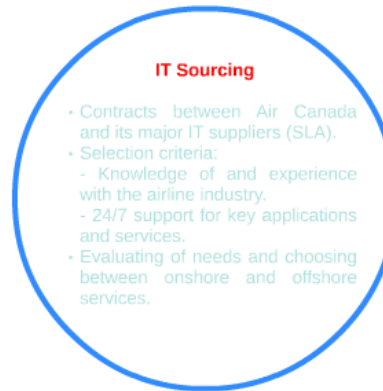 IT Sourcing
• Contracts between Air Canada
and its major IT suppliers (SLA).
• Selection criteria:
- Knowledge of and experience
with the airline industry.
- 24/7 support for key applications
and services.
• Evaluating of needs and choosing
between onshore and offshore
services.